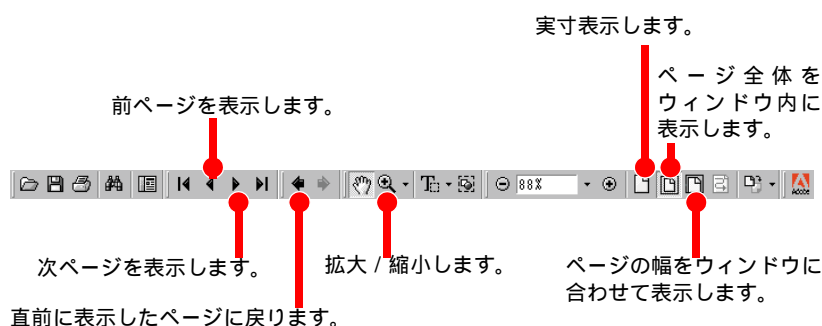 実寸表示します。
ページ全体を
ウィンドウ内に
表示します。
前ページを表示します。
88%
Adobe
次ページを表示します。
拡大 / 縮小します。
ページの幅をウィンドウに
合わせて表示します。
直前に表示したページに戻ります。